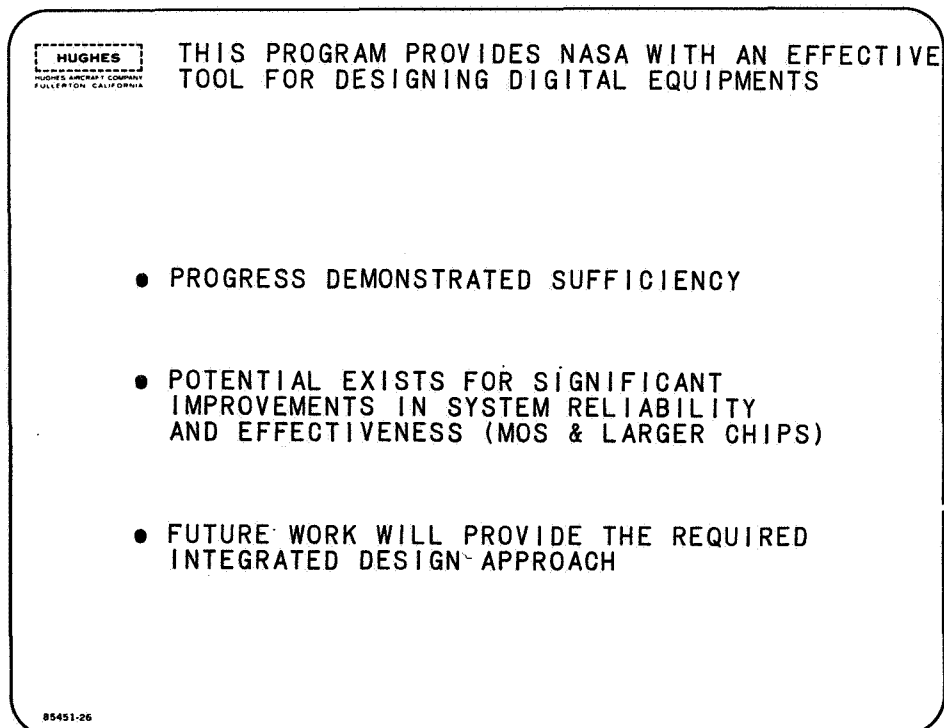 HUGHES
HUGHES AIRCRAFT COMPANY
FULLERTON CALIFORNIA
THIS PROGRAM PROVIDES NASA WITH AN EFFECTIVE
TOOL FOR DESIGNING DIGITAL EQUIPMENTS
● PROGRESS DEMONSTRATED SUFFICIENCY
● POTENTIAL EXISTS FOR SIGNIFICANT
IMPROVEMENTS IN SYSTEM RELIABILITY
AND EFFECTIVENESS (MOS & LARGER CHIPS)
● FUTURE WORK WILL PROVIDE THE REQUIRED
INTEGRATED DESIGN APPROACH
85451-26